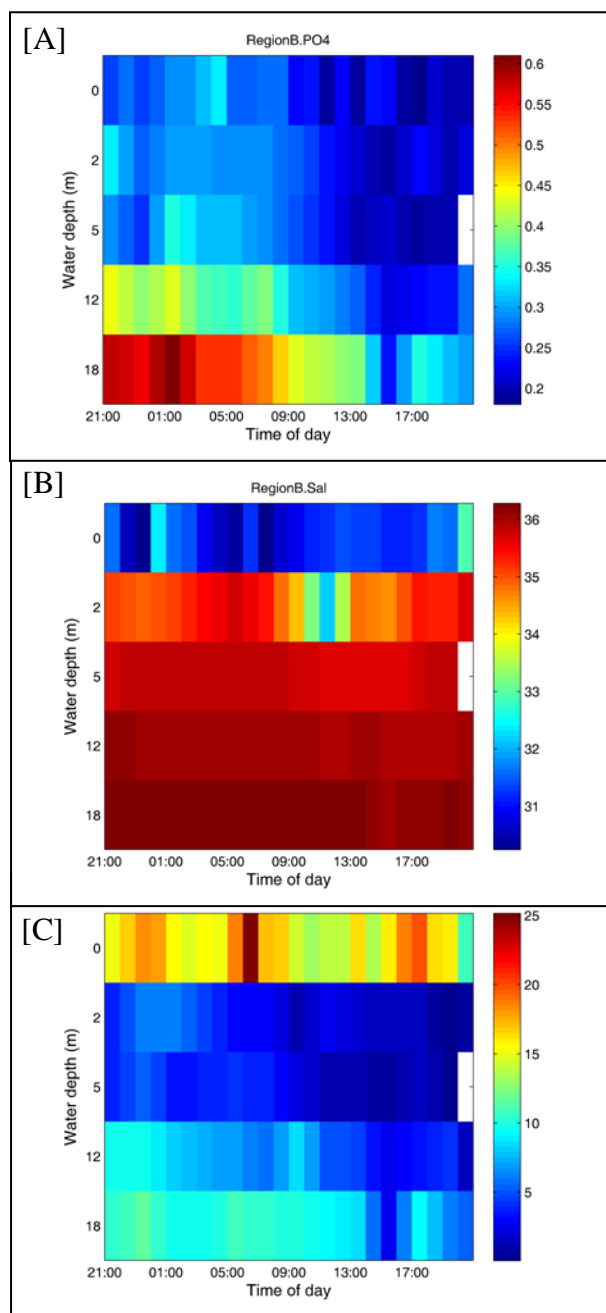 [A]
RegionB.PO4
0
2
5
12
18
Water depth (m)
21:00 01:00 05:00 09:00 13:00 17:00
Time of day
0.6
0.55
0.5
0.45
0.4
0.35
0.3
0.25
0.2
[B]
RegionB.Sal
0
2
5
12
18
Water depth (m)
21:00 01:00 05:00 09:00 13:00 17:00
Time of day
36
35
34
33
32
31
[C]
0
2
5
12
18
Water depth (m)
21:00 01:00 05:00 09:00 13:00 17:00
Time of day
25
20
15
10
5